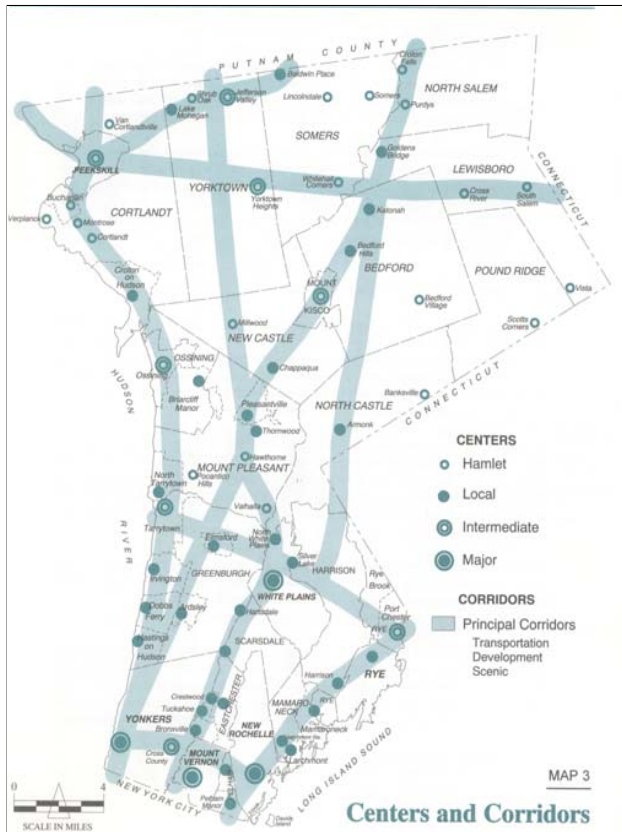 PUTNAM COUNTY
Croton
Falls
Baldwin Place
NORTH SALEM
Shrub
Oak
Jefferson
Valley
Lincolndale
Somers
Purdys
Lake
Mohegan
Van
Cortlandtville
SOMERS
Goldens
Bridge
PEEKSKILL
LEWISBORO
CONNECTICUT
Whitehall
Corners
YORKTOWN
Yorktown
Heights
Cross
River
South
Salem
Buchanan
CORTLANDT
Verplanck
Montrose
Katonah
Cortlandt
Bedford
Hills
BEDFORD
POUND RIDGE
Croton
on
Hudson
MOUNT
KISCO
Bedford
Village
Vista
Scotts
Corners
Millwood
NEW CASTLE
OSSINING
Ossining
HUDSON
Chappaqua
Briarcliff
Manor
Banksville
CONNECTICUT
Pleasantville
NORTH CASTLE
Thornwood
Armonk
CENTERS
Hamlet
Local
Intermediate
Major
Hawthorne
MOUNT PLEASANT
North
Tarrytown
Pocantico
Hills
Tarrytown
Valhalla
RIVER
Elmsford
North
White
Plains
Silver
Lake
HARRISON
Irvington
GREENBURGH
Rye
Brook
WHITE PLAINS
CORRIDORS
Principal Corridors
Transportation
Development
Scenic
Dobbs
Ferry
Ardsley
Hartsdale
Port
Chester
RYE
Hastings
on
Hudson
SCARSDALE
Harrison
RYE
Crestwood
Tuckahoe
EASTCHESTER
MAMARO
NECK
RYE
YONKERS
Bronxville
NEW
ROCHELLE
Mamaroneck
Cross
County
MOUNT
VERNON
Larchmont
LONG ISLAND SOUND
PELHAM
Pelham
Manor
NEW YORK CITY
Davids
Island
0 4
SCALE IN MILES
MAP 3
Centers and Corridors